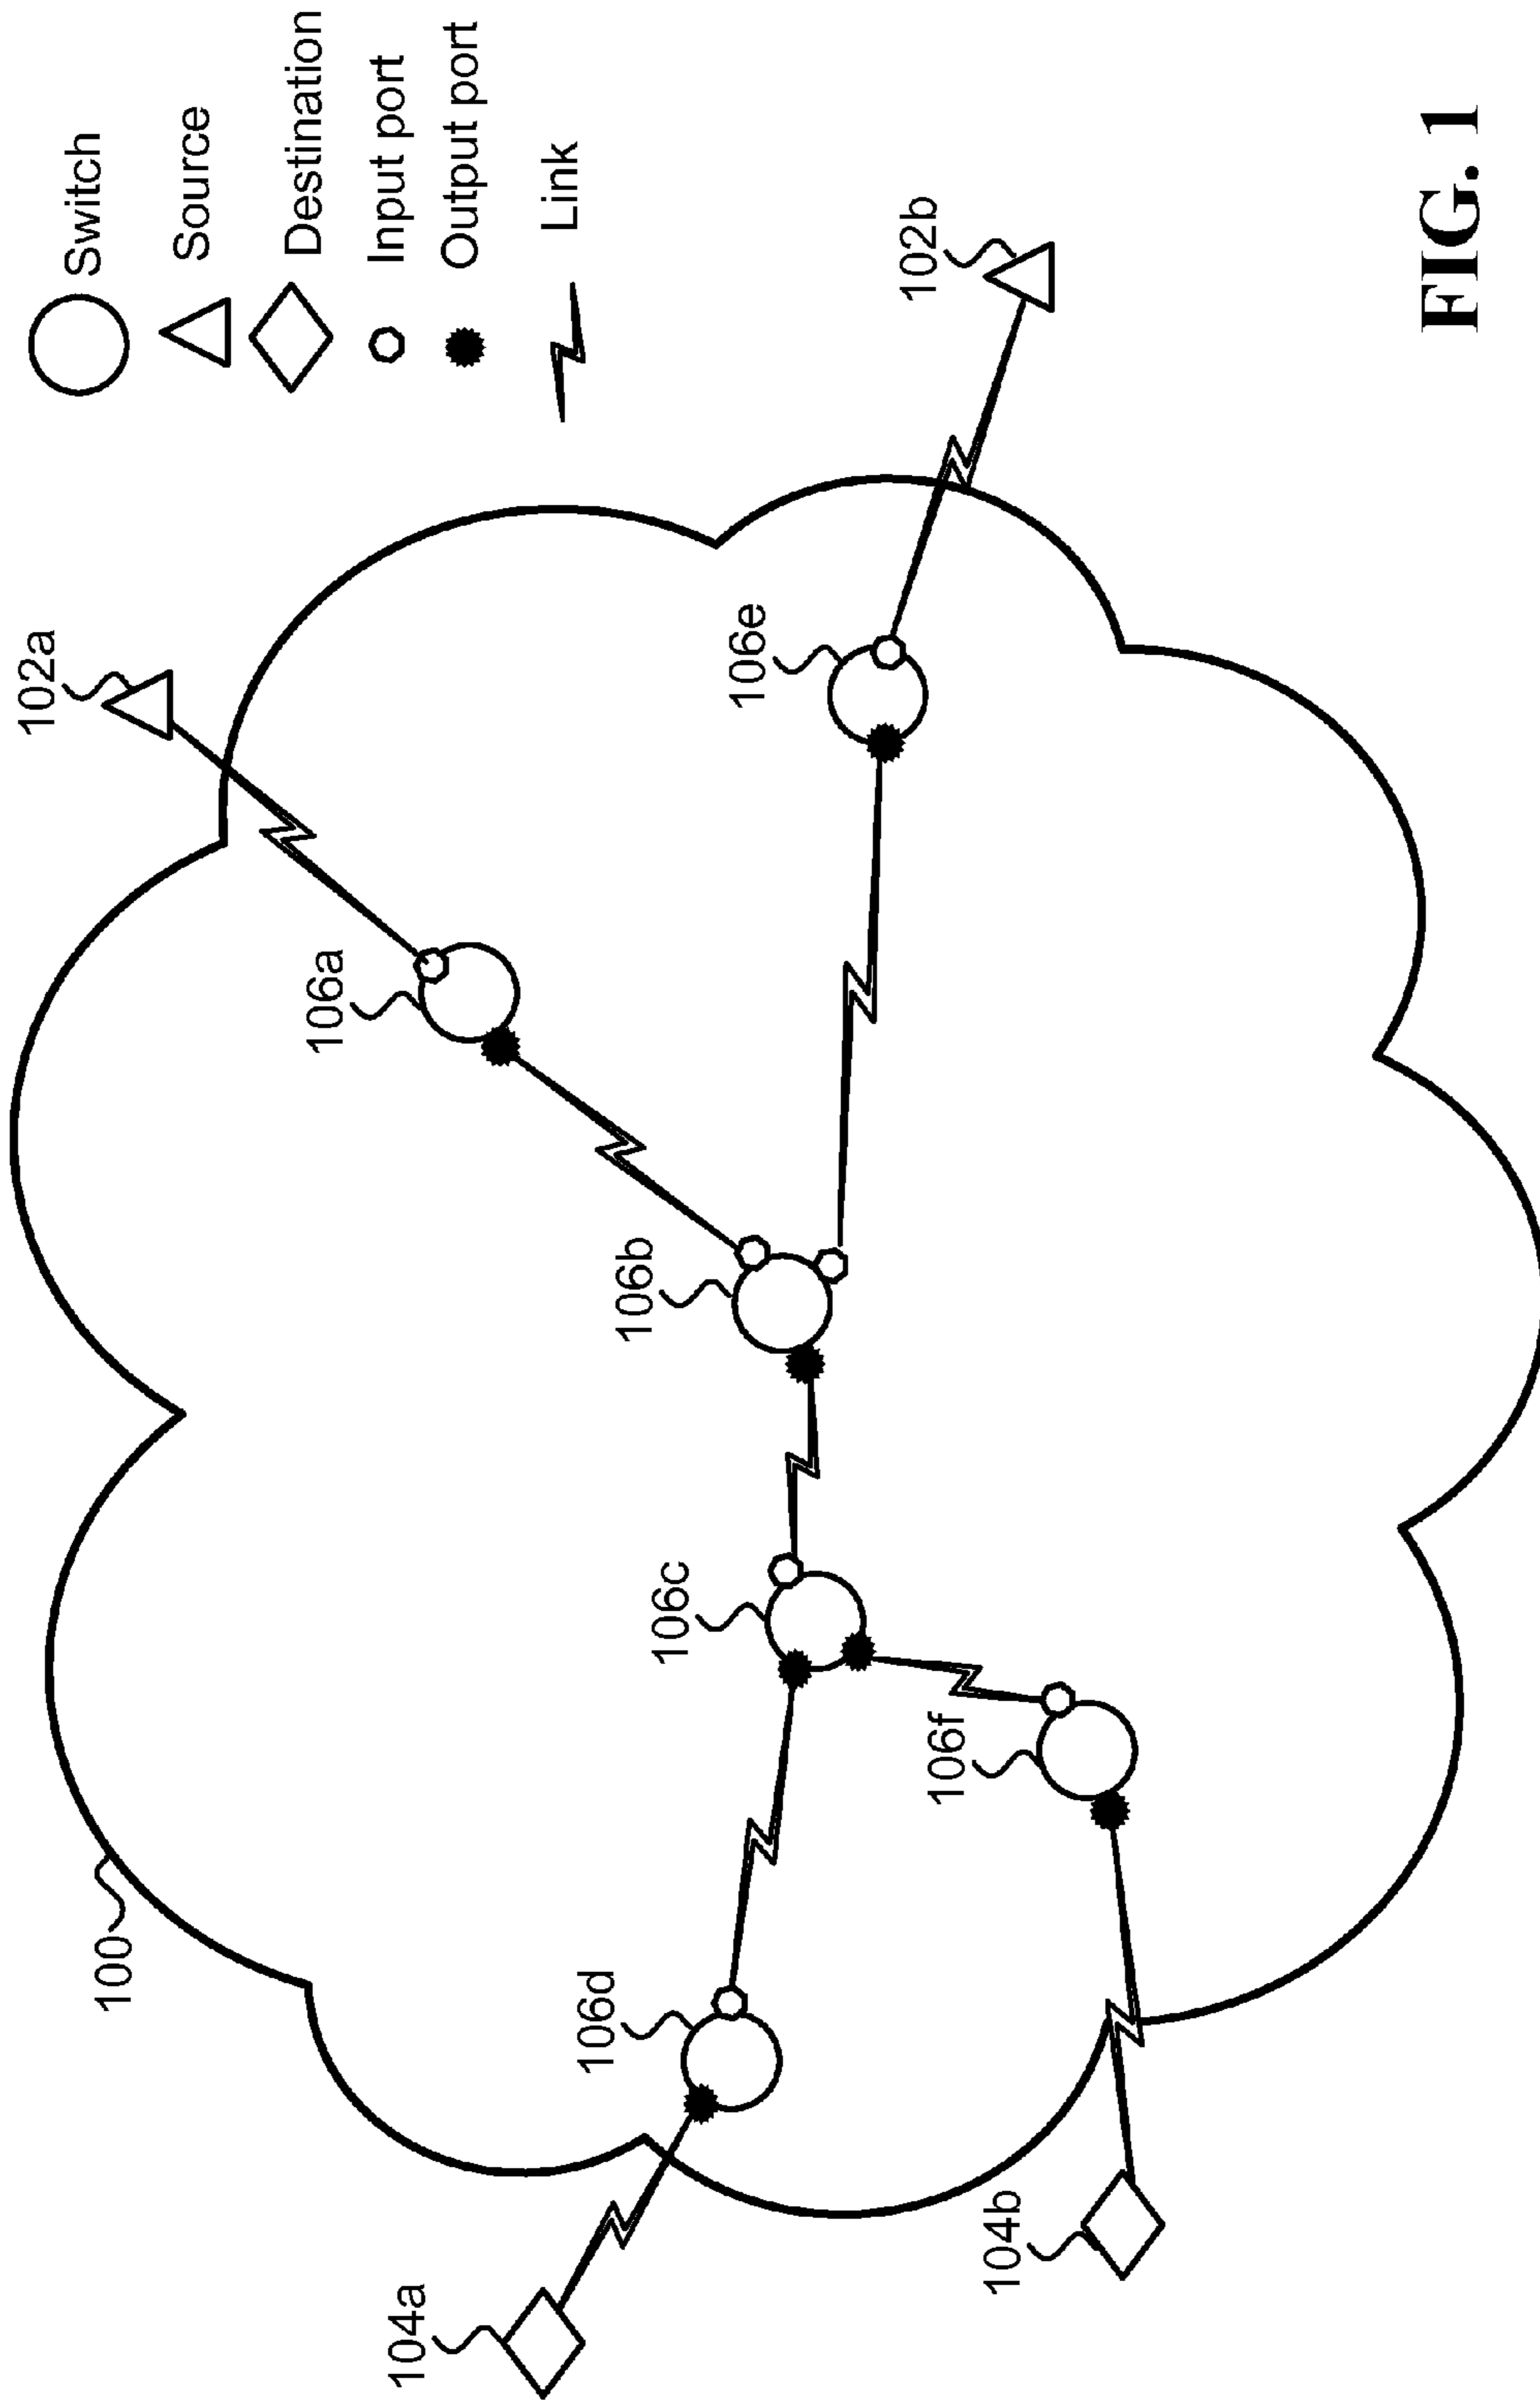 Switch
Source
Destination
Input port
Output port
Link
102a
102b
106a
106e
106b
106c
106f
100
106d
104a
104b
FIG. 1